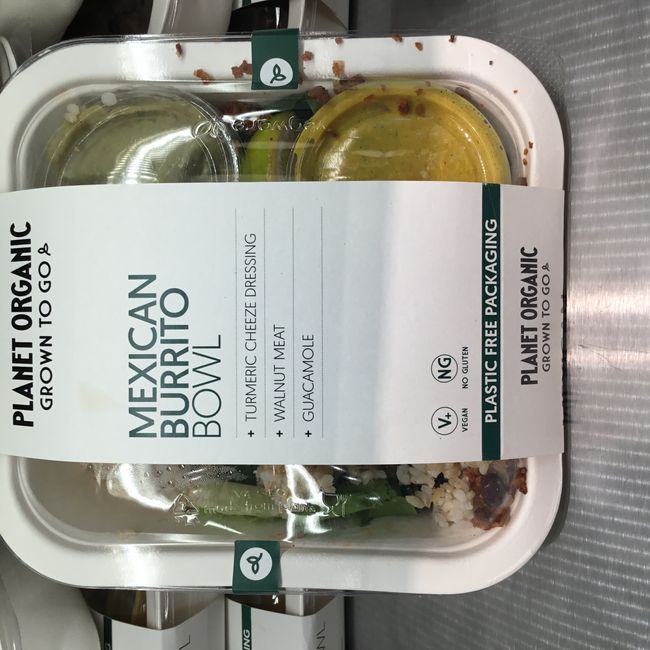 PLANET ORGANIC
GROWN TO GO
MEXICAN
BURRITO
BOWL
+ TURMERIC CHEEZE DRESSING
+ WALNUT MEAT
+ GUACAMOLE
V+
VEGAN
NG
NO GLUTEN
PLASTIC FREE PACKAGING
PLANET ORGANIC
GROWN TO GO